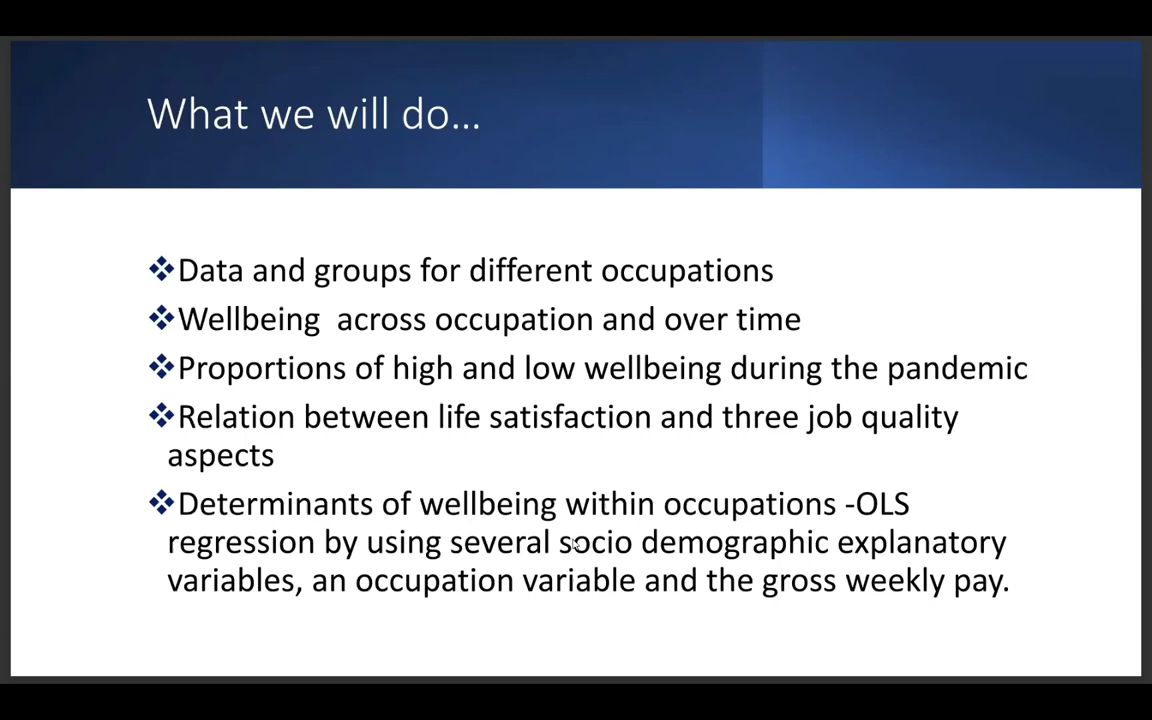 What we will do...
❖Data and groups for different occupations
❖Wellbeing  across occupation and over time
❖Proportions of high and low wellbeing during the pandemic
❖Relation between life satisfaction and three job quality
aspects
❖Determinants of wellbeing within occupations -OLS
regression by using several socio demographic explanatory
variables, an occupation variable and the gross weekly pay.